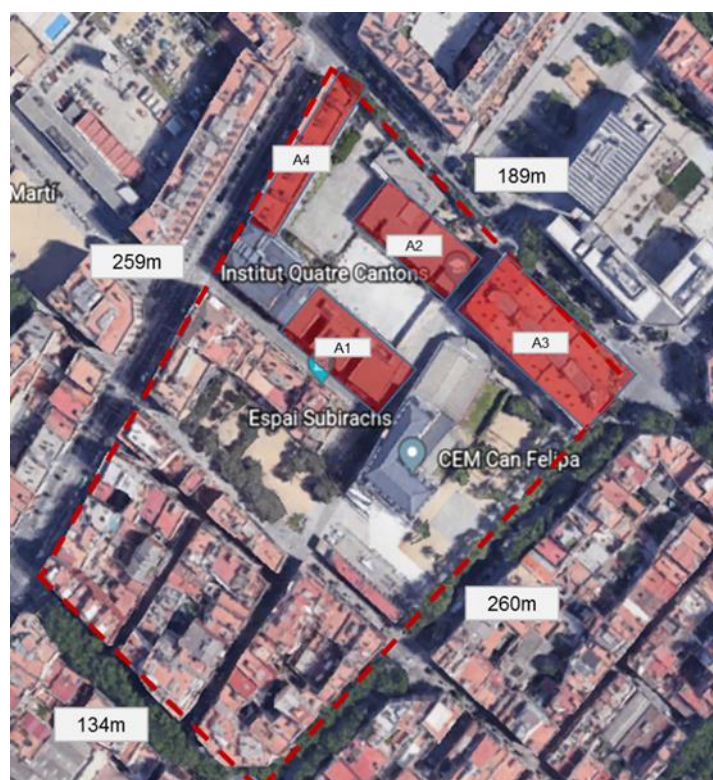 A4
189m
Martí
A2
259m
Institut Quatre Cantons
A1
A3
Espai Subirachs
CEM Can Felipa
260m
134m